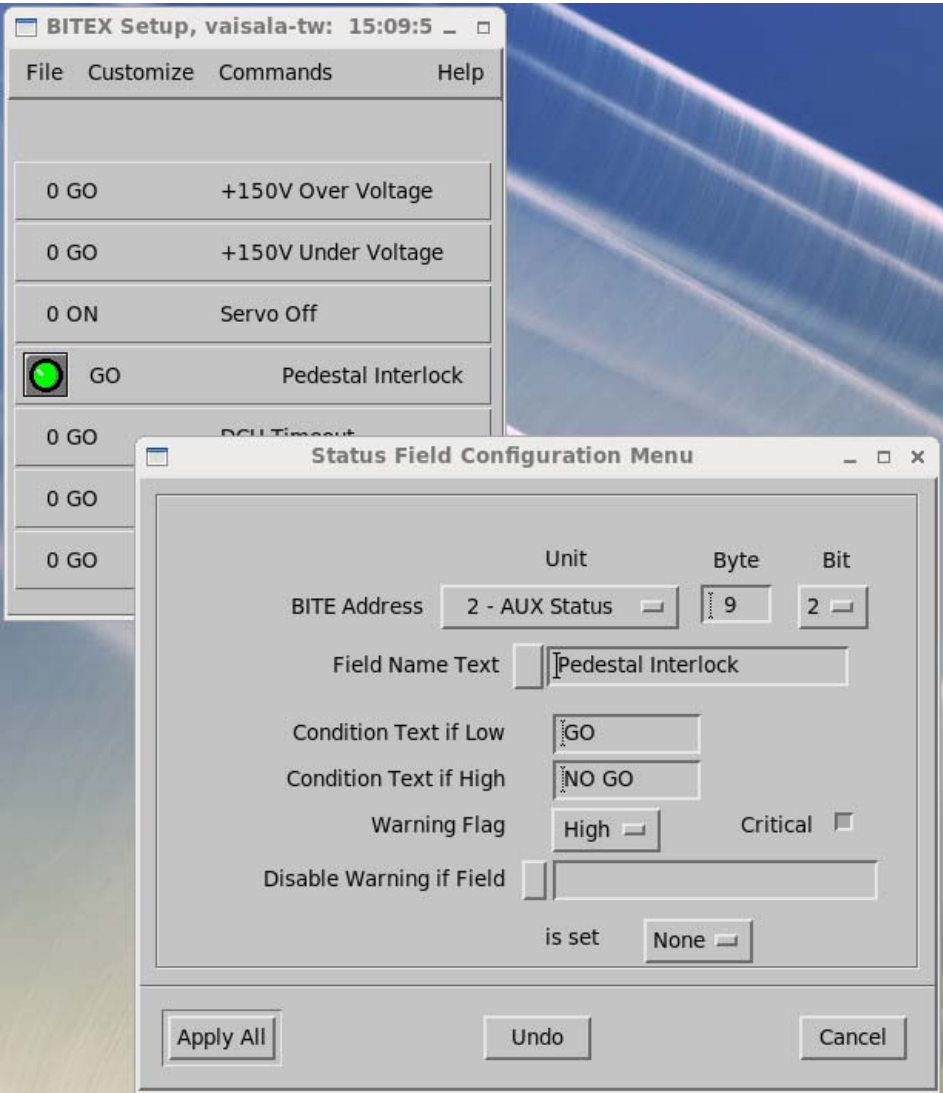 BITEX Setup, vaisala-tw: 15:09:5
File Customize Commands Help
0 GO +150V Over Voltage
0 GO +150V Under Voltage
0 ON Servo Off
GO Pedestal Interlock
0 GO DCU Timeout
0 GO
0 GO
Status Field Configuration Menu
Unit Byte Bit
BITE Address 2 - AUX Status 9 2
Field Name Text Pedestal Interlock
Condition Text if Low GO
Condition Text if High NO GO
Warning Flag High Critical
Disable Warning if Field
is set None
Apply All Undo Cancel